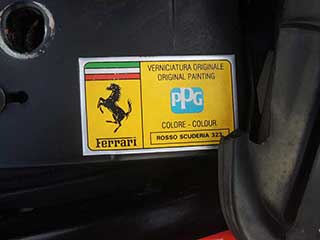 VERNICIATURA ORIGINALE
ORIGINAL PAINTING
PPG
COLORE - COLOUR
ROSSO SCUDERIA 323
Ferrari